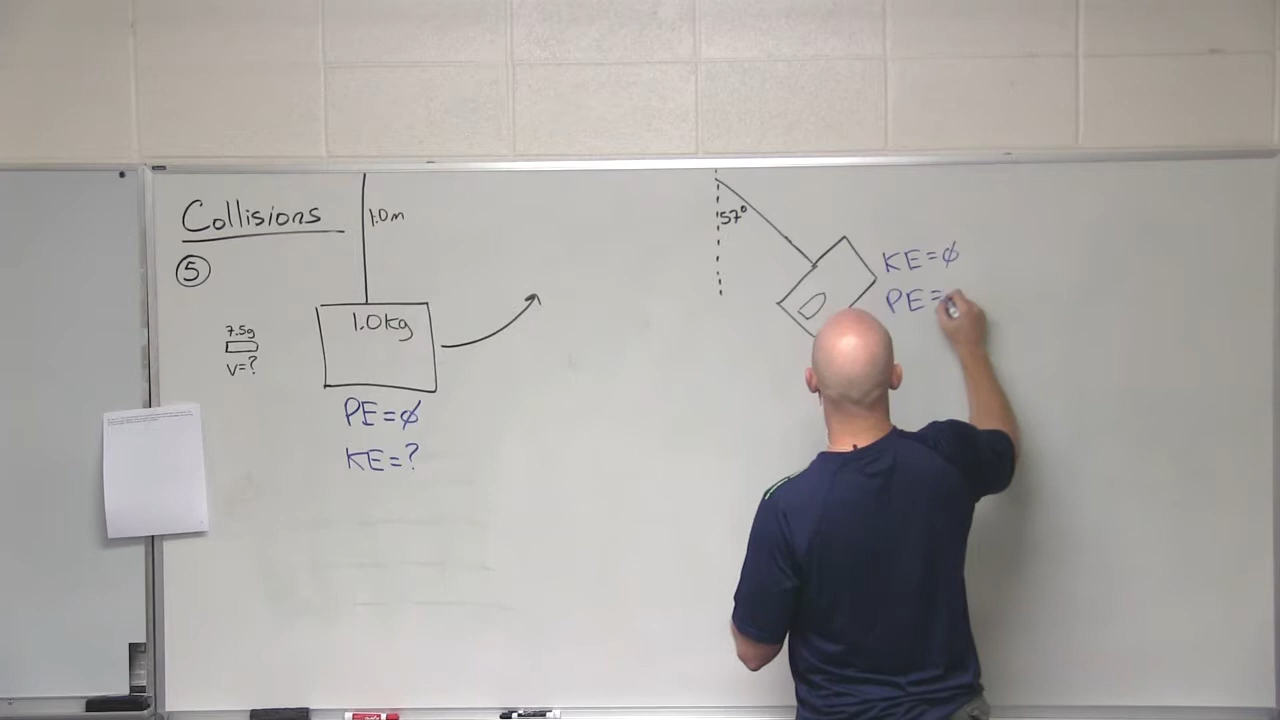 Collisions
1.0m
5
7.5g
V=?
1.0kg
PE=∅
KE=?
57°
KE=∅
PE=